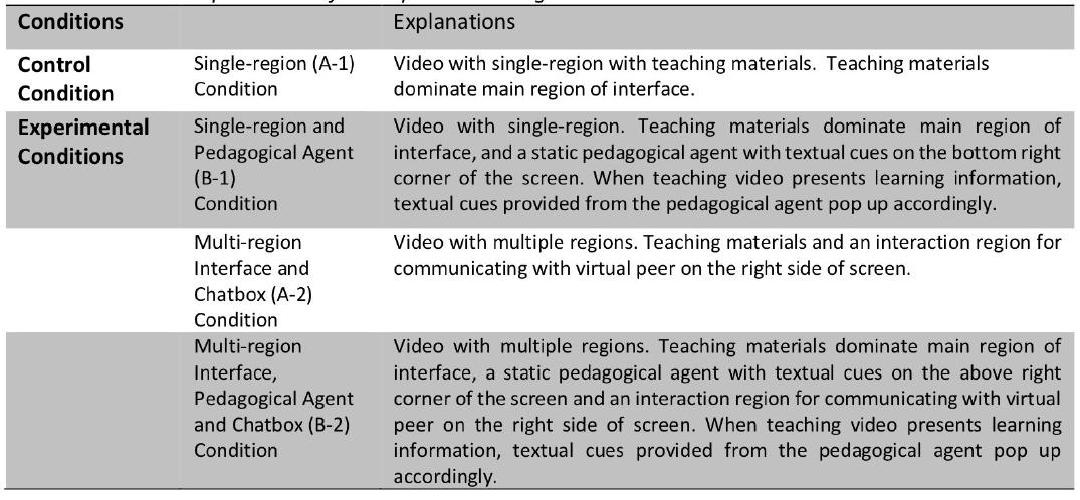 Conditions Explanations
Control Single-region (A-1) Video with single-region with teaching materials. Teaching materials
Condition Condition dominate main region of interface.
Experimental Single-region and Video with single-region. Teaching materials dominate main region of
Conditions Pedagogical Agent interface, and a static pedagogical agent with textual cues on the bottom right
(B-1) corner of the screen. When teaching video presents learning information,
Condition textual cues provided from the pedagogical agent pop up accordingly.
Multi-region Video with multiple regions. Teaching materials and an interaction region for
Interface and communicating with virtual peer on the right side of screen.
Chatbox (A-2)
Condition
Multi-region Video with multiple regions. Teaching materials dominate main region of
Interface, interface, a static pedagogical agent with textual cues on the above right
Pedagogical Agent corner of the screen and an interaction region for communicating with virtual
and Chatbox (B-2) peer on the right side of screen. When teaching video presents learning
Condition information, textual cues provided from the pedagogical agent pop up
accordingly.